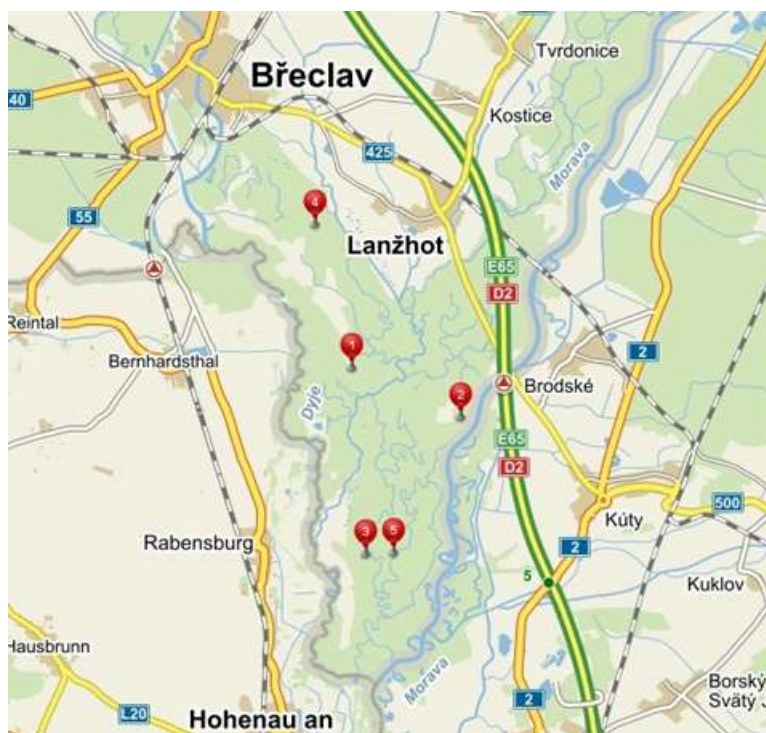 Tvrdonice
Břeclav
40
Kostice
425
Morava
4
55
Lanžhot
E65
D2
Reintal
1
2
Bernhardsthal
Brodské
2
Dyje
E65
D2
500
Kúty
3
5
Rabensburg
2
5
Kuklov
Hausbrunn
Morava
Borský
Svätý J
2
L20
Hohenau an